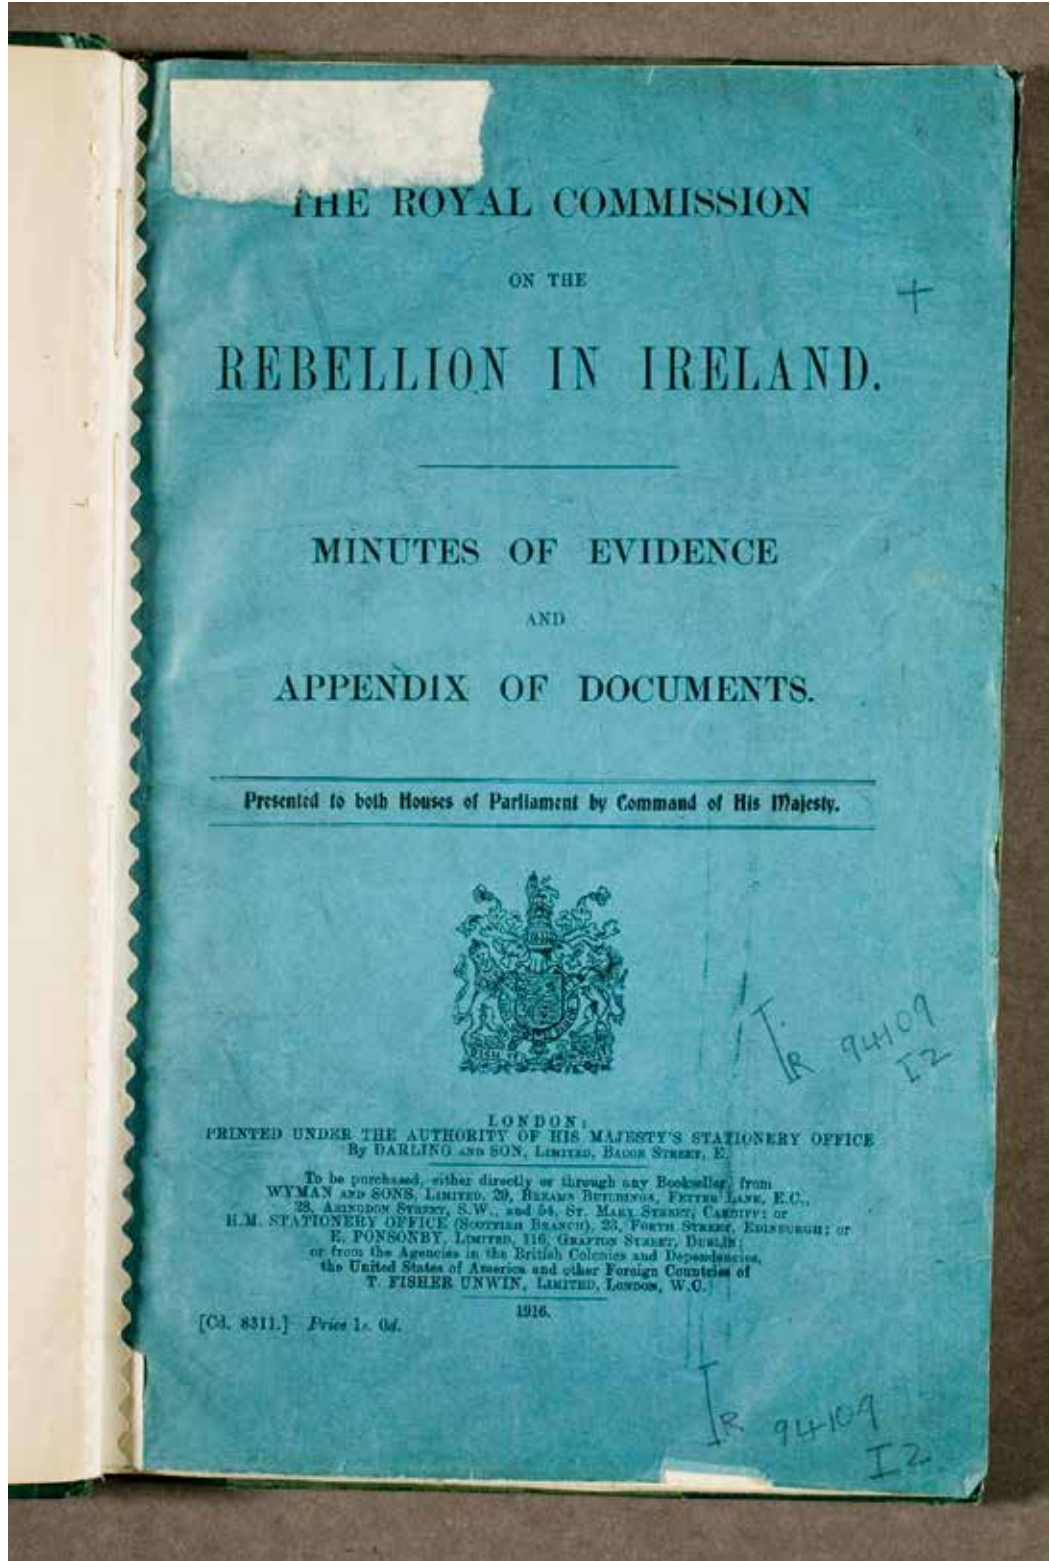 THE ROYAL COMMISSION
ON THE
REBELLION IN IRELAND.
MINUTES OF EVIDENCE
AND
APPENDIX OF DOCUMENTS.
Presented to both Houses of Parliament by Command of His Majesty.
LONDON:
PRINTED UNDER THE AUTHORITY OF HIS MAJESTY'S STATIONERY OFFICE
By DARLING AND SON, LIMITED, BACON STREET, E.
To be purchased, either directly or through any Bookseller, from
WYMAN AND SONS, LIMITED, 29, BREAMS BUILDINGS, FETTER LANE, E.C.,
28, ABINGDON STREET, S.W., and 54, ST. MARY STREET, CARDIFF; or
H.M. STATIONERY OFFICE (SCOTTISH BRANCH), 23, FORTH STREET, EDINBURGH; or
E. PONSONBY, LIMITED, 116, GRAFTON STREET, DUBLIN;
or from the Agencies in the British Colonies and Dependencies,
the United States of America and other Foreign Countries of
T. FISHER UNWIN, LIMITED, LONDON, W.C.
1916.
[Cd. 8311.] Price 1s. 0d.
+
IR 94109
I2
IR 94109
I2